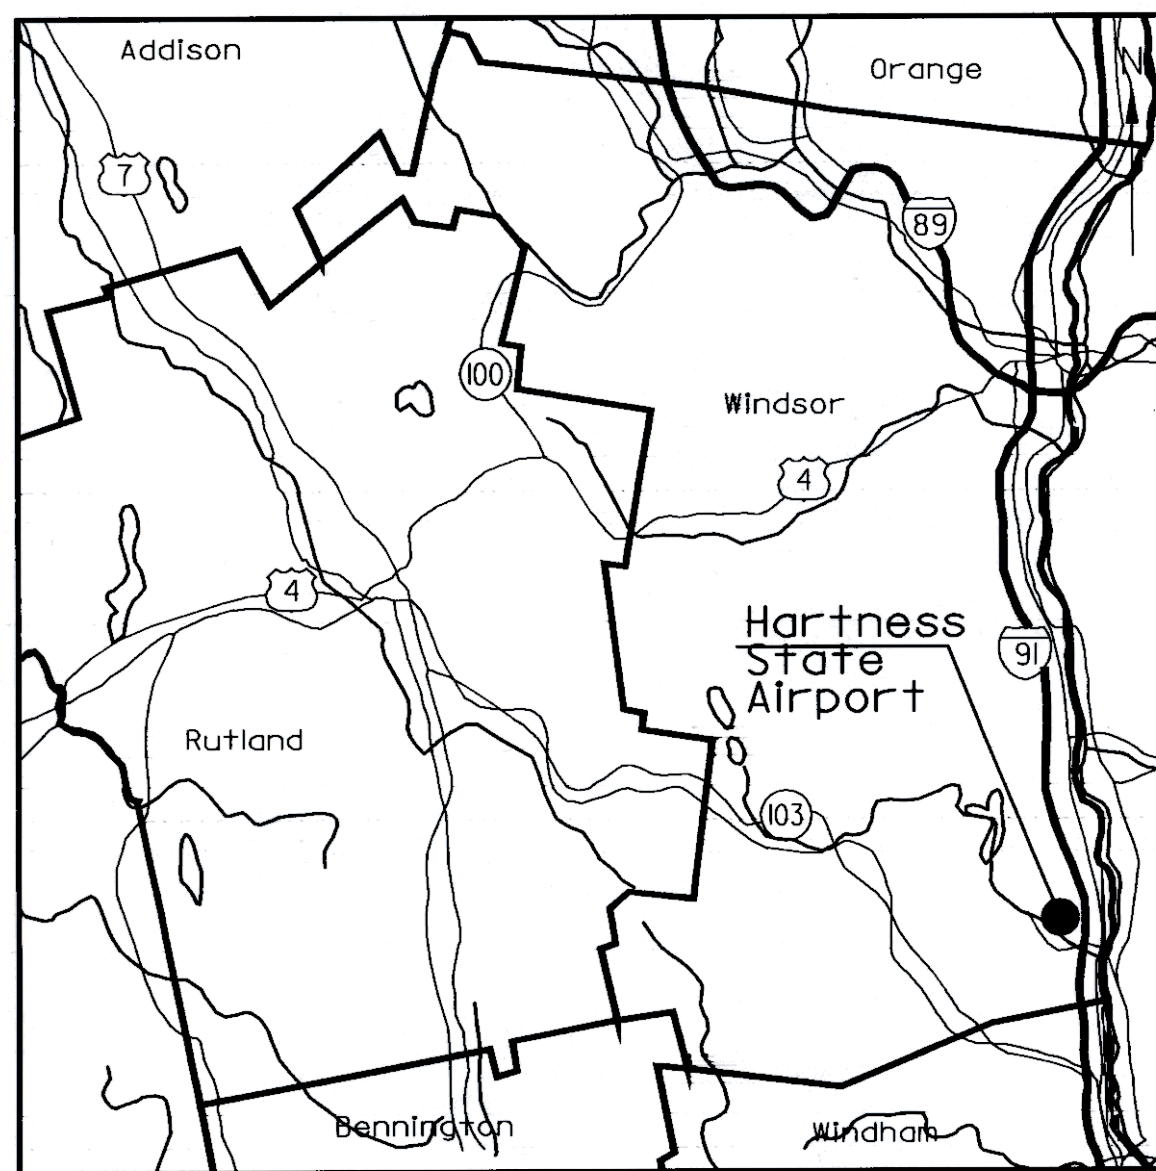 Addison
Orange
N
7
89
100
Windsor
4
4
Hartness
State
Airport
91
Rutland
103
Bennington
Windham